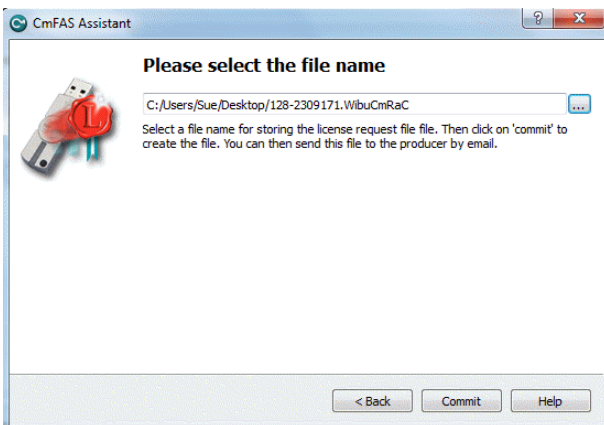 CmFAS Assistant
?
X
Please select the file name
C:/Users/Sue/Desktop/128-2309171.WibuCmRaC
...
Select a file name for storing the license request file file. Then click on 'commit' to
create the file. You can then send this file to the producer by email.
L
< Back
Commit
Help